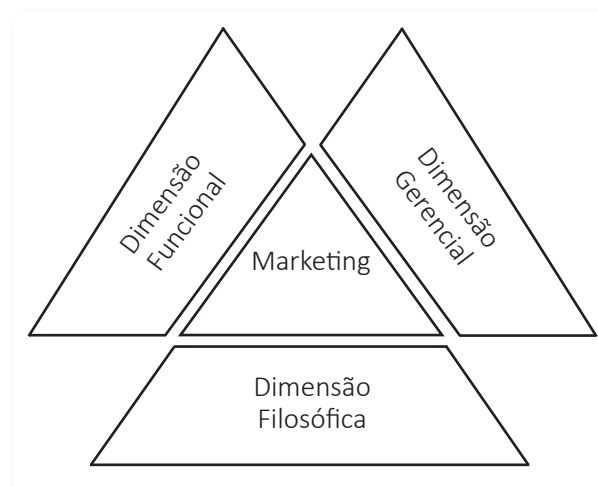 Dimensão
Funcional
Dimensão
Gerencial
Marketing
Dimensão
Filosófica